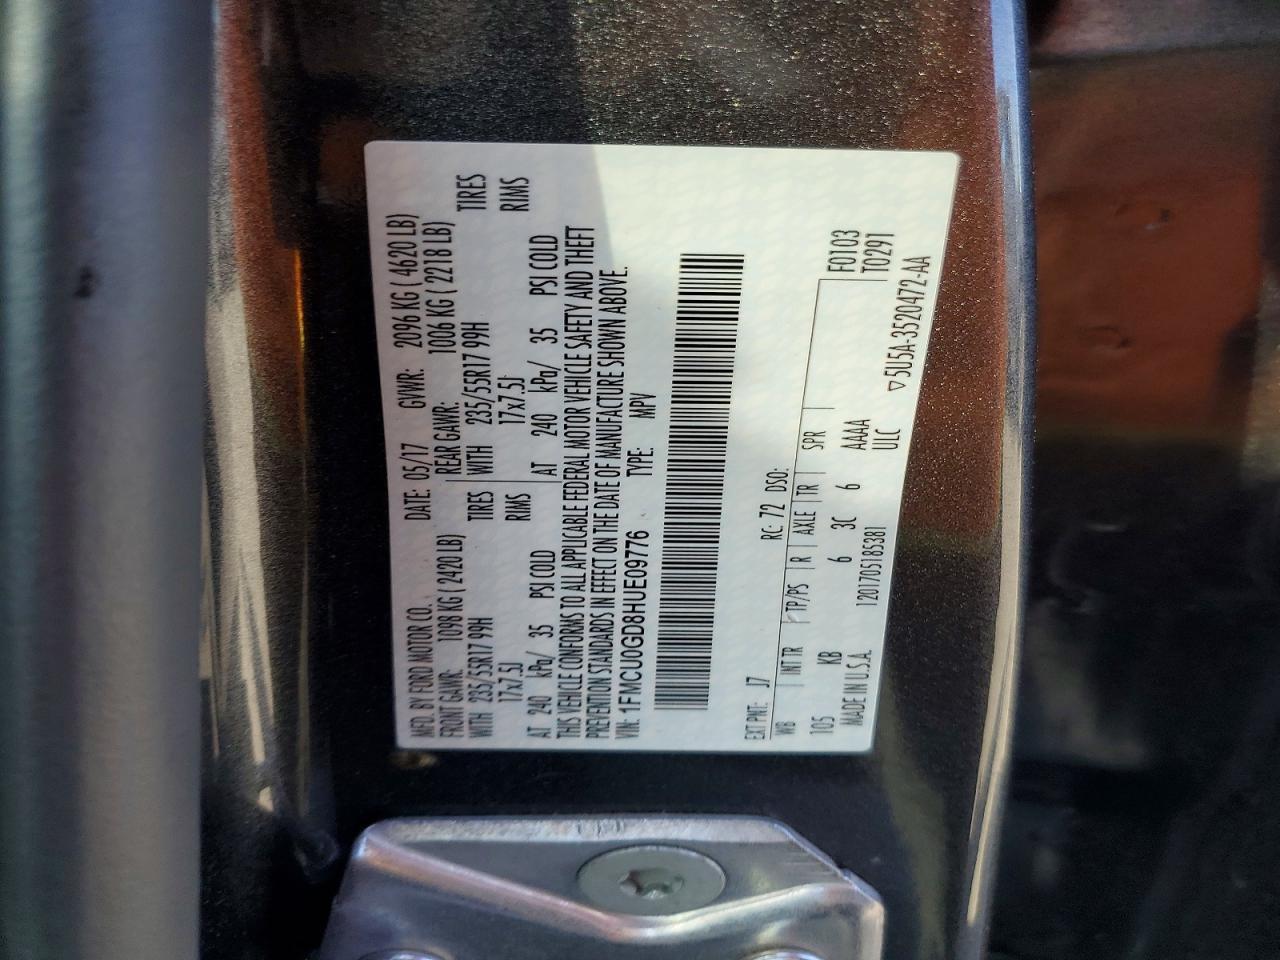 MFD. BY FORD MOTOR CO. DATE: 05/17 GVWR: 2096 KG ( 4620 LB)
FRONT GAWR: 1098 KG ( 2420 LB) REAR GAWR: 1006 KG ( 2218 LB)
WITH 235/55R17 99H TIRES WITH 235/55R17 99H TIRES
17x7.5J RIMS 17x7.5J RIMS
AT 240 kPa/ 35 PSI COLD AT 240 kPa/ 35 PSI COLD
THIS VEHICLE CONFORMS TO ALL APPLICABLE FEDERAL MOTOR VEHICLE SAFETY AND THEFT
PREVENTION STANDARDS IN EFFECT ON THE DATE OF MANUFACTURE SHOWN ABOVE.
VIN: 1FMCU0GD8HUE09776 TYPE: MPV
EXT PNT: J7 RC: 72 DSO:
WB INT TR TP/PS R AXLE TR SPR F0103
105 KB 6 3C 6 AAAA T0291
MADE IN U.S.A. 120170518538I ULC
▽5U5A-3520472-AA